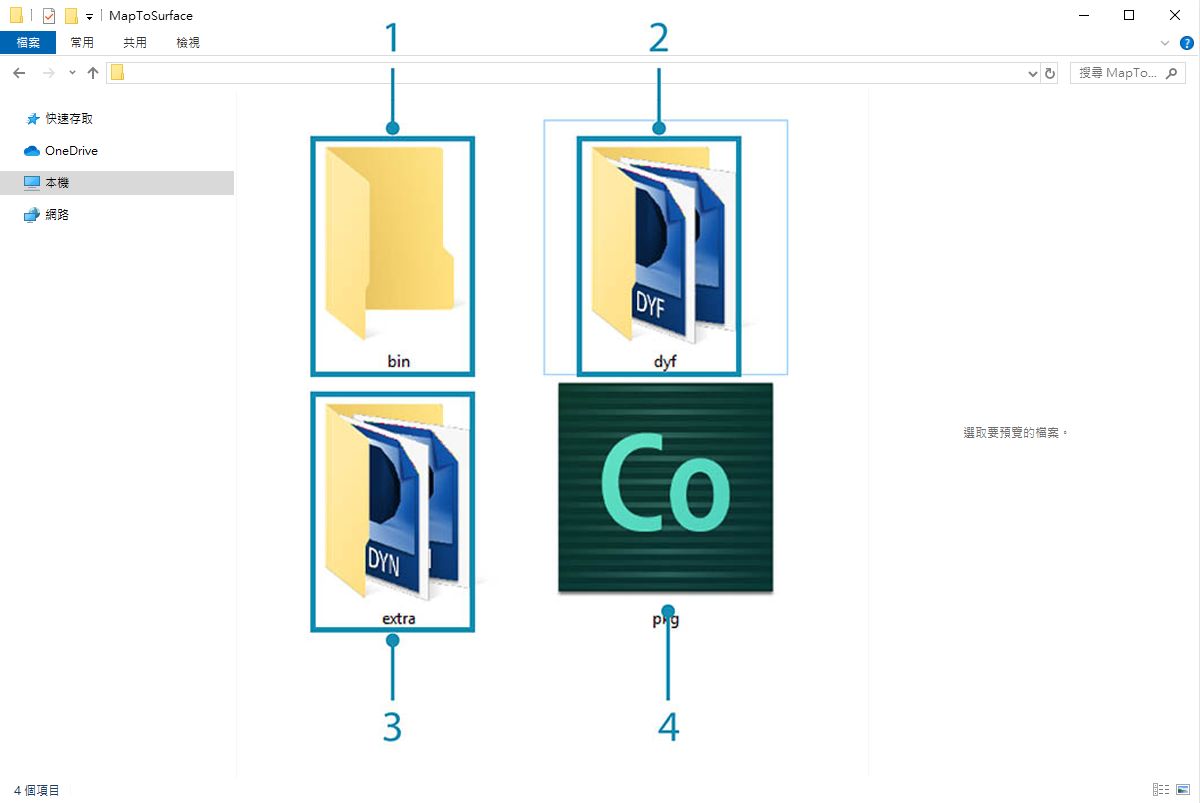 MapToSurface
檔案 常用 共用 檢視
搜尋 MapTo...
快速存取
OneDrive
本機
網路
1
2
DYF
bin
dyf
Co
DYN
extra
pkg
3
4
選取要預覽的檔案。
4 個項目